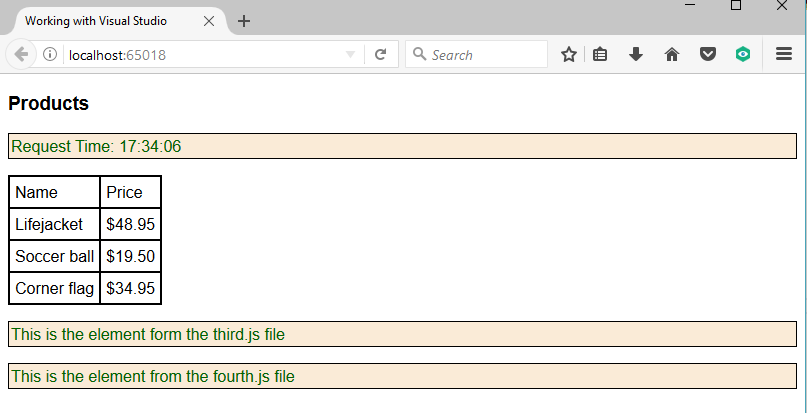 Working with Visual Studio
localhost:65018
Search
Products
Request Time: 17:34:06
Name Price
Lifejacket $48.95
Soccer ball $19.50
Corner flag $34.95
This is the element form the third.js file
This is the element from the fourth.js file